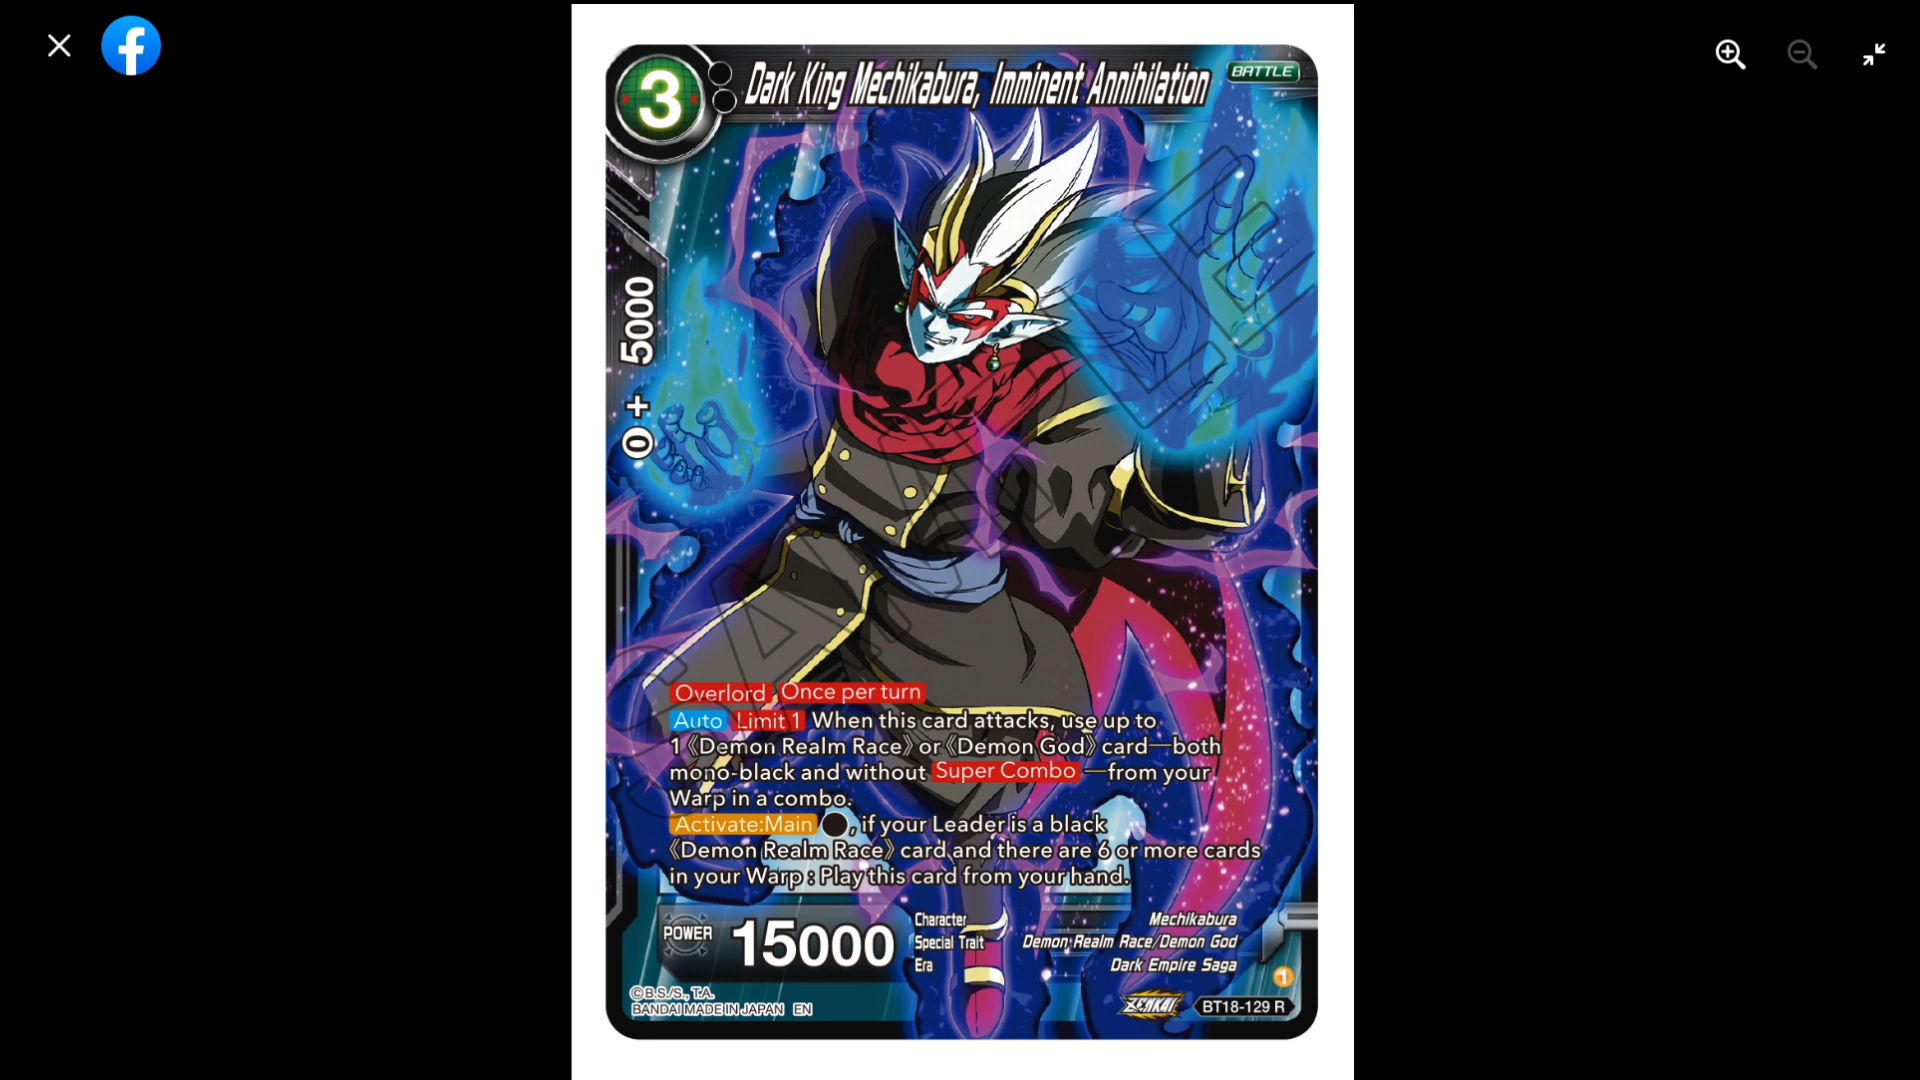 3
Dark King Mechikabura, Imminent Annihilation
BATTLE
0 + 5000
SAMPLE
Overlord Once per turn
Auto Limit 1 When this card attacks, use up to
1 《Demon Realm Race》 or 《Demon God》 card—both
mono-black and without Super Combo —from your
Warp in a combo.
Activate:Main , if your Leader is a black
《Demon Realm Race》 card and there are 6 or more cards
in your Warp : Play this card from your hand.
POWER 15000
Character Mechikabura
Special Trait Demon Realm Race/Demon God
Era Dark Empire Saga
1
©B.S./S., T.A.
BANDAI MADE IN JAPAN EN
ZENKAI
BT18-129 R